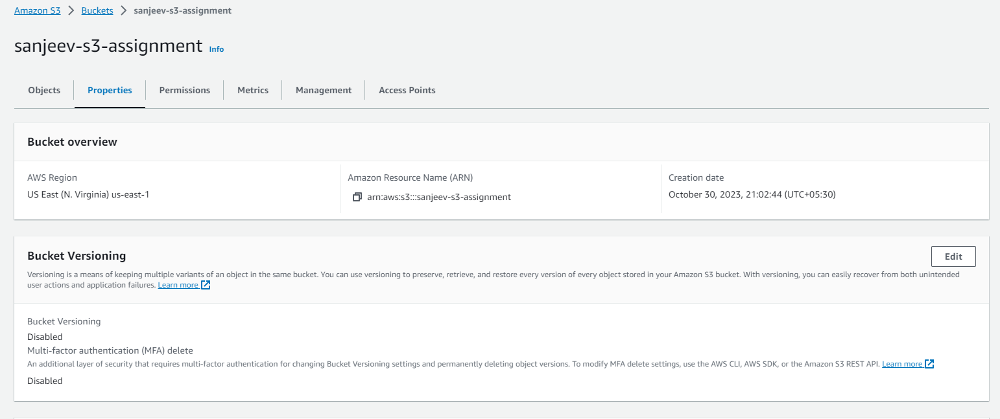 Amazon S3 > Buckets > sanjeev-s3-assignment
sanjeev-s3-assignment Info
Objects Properties Permissions Metrics Management Access Points
Bucket overview
AWS Region
US East (N. Virginia) us-east-1
Amazon Resource Name (ARN)
arn:aws:s3:::sanjeev-s3-assignment
Creation date
October 30, 2023, 21:02:44 (UTC+05:30)
Bucket Versioning
Edit
Versioning is a means of keeping multiple variants of an object in the same bucket. You can use versioning to preserve, retrieve, and restore every version of every object stored in your Amazon S3 bucket. With versioning, you can easily recover from both unintended
user actions and application failures. Learn more
Bucket Versioning
Disabled
Multi-factor authentication (MFA) delete
An additional layer of security that requires multi-factor authentication for changing Bucket Versioning settings and permanently deleting object versions. To modify MFA delete settings, use the AWS CLI, AWS SDK, or the Amazon S3 REST API. Learn more
Disabled